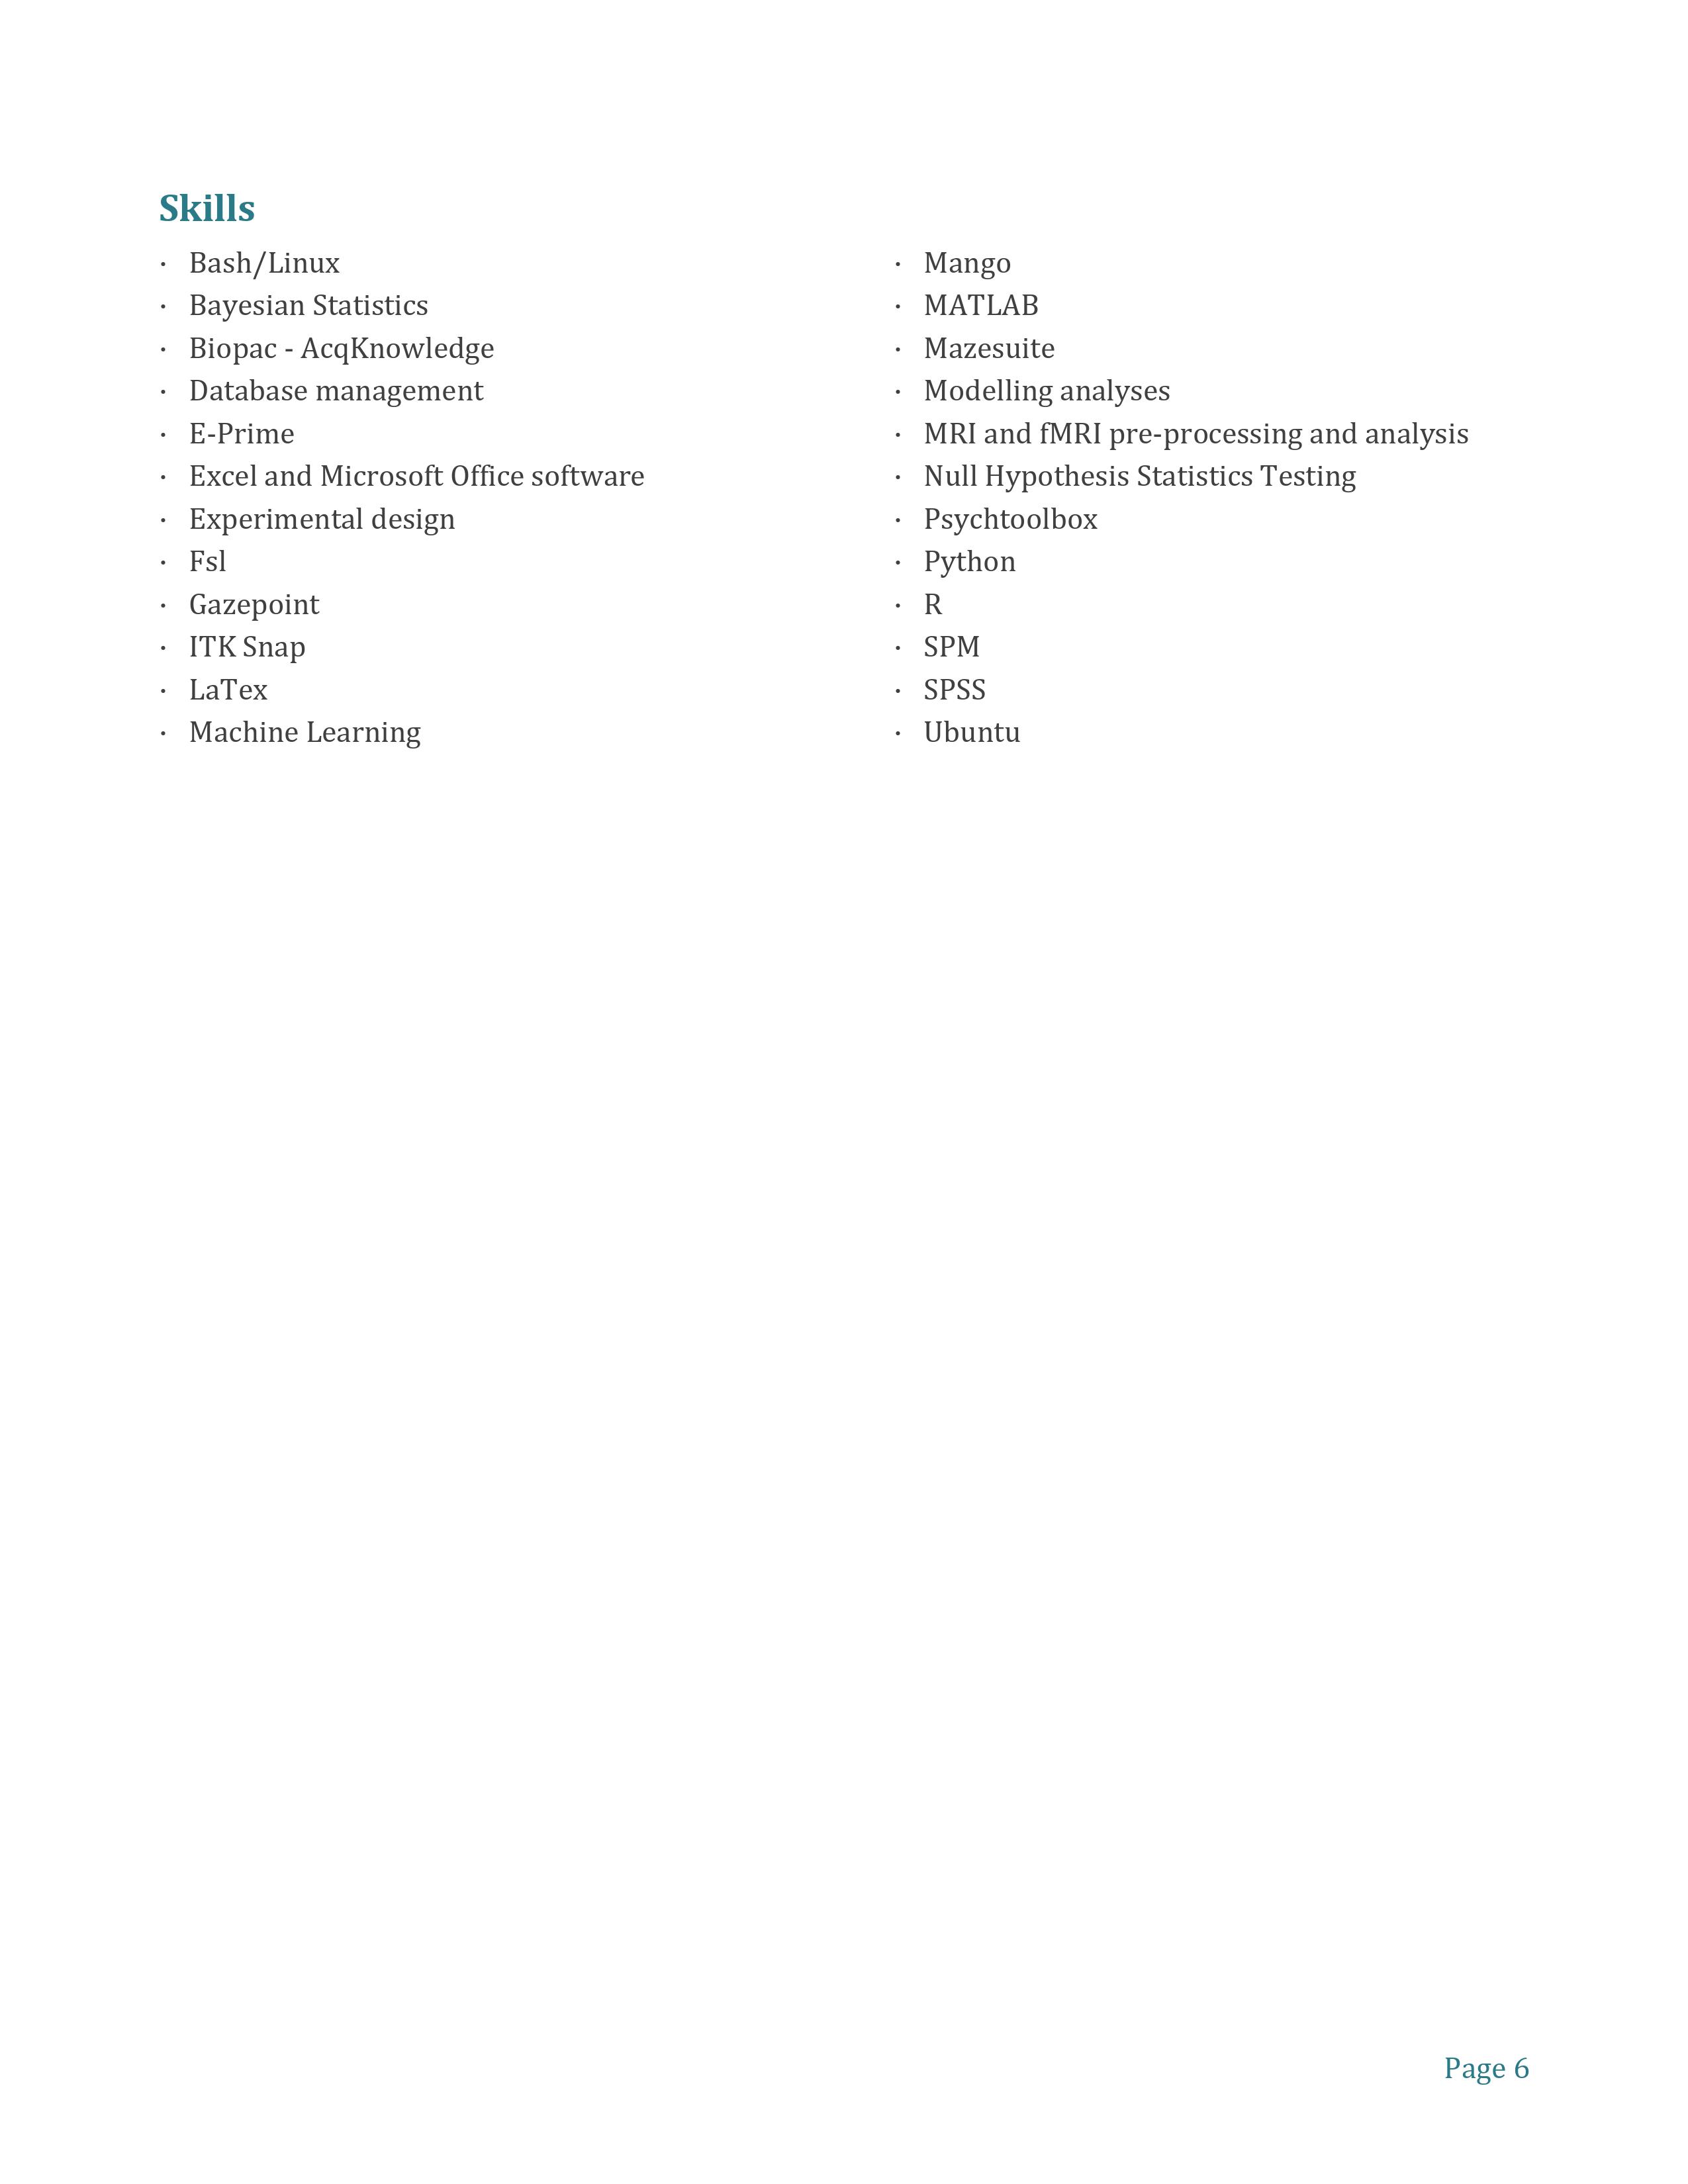 Skills
· Bash/Linux
· Bayesian Statistics
· Biopac - AcqKnowledge
· Database management
· E-Prime
· Excel and Microsoft Office software
· Experimental design
· Fsl
· Gazepoint
· ITK Snap
· LaTex
· Machine Learning
· Mango
· MATLAB
· Mazesuite
· Modelling analyses
· MRI and fMRI pre-processing and analysis
· Null Hypothesis Statistics Testing
· Psychtoolbox
· Python
· R
· SPM
· SPSS
· Ubuntu
Page 6